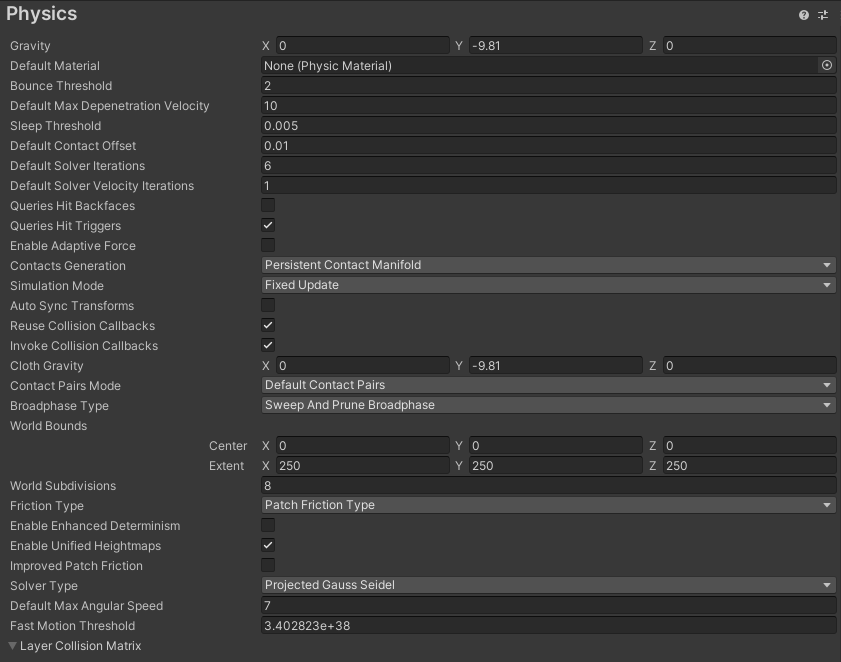 Physics
Gravity X 0 Y -9.81 Z 0
Default Material None (Physic Material)
Bounce Threshold 2
Default Max Depenetration Velocity 10
Sleep Threshold 0.005
Default Contact Offset 0.01
Default Solver Iterations 6
Default Solver Velocity Iterations 1
Queries Hit Backfaces
Queries Hit Triggers
Enable Adaptive Force
Contacts Generation Persistent Contact Manifold
Simulation Mode Fixed Update
Auto Sync Transforms
Reuse Collision Callbacks
Invoke Collision Callbacks
Cloth Gravity X 0 Y -9.81 Z 0
Contact Pairs Mode Default Contact Pairs
Broadphase Type Sweep And Prune Broadphase
World Bounds
Center X 0 Y 0 Z 0
Extent X 250 Y 250 Z 250
World Subdivisions 8
Friction Type Patch Friction Type
Enable Enhanced Determinism
Enable Unified Heightmaps
Improved Patch Friction
Solver Type Projected Gauss Seidel
Default Max Angular Speed 7
Fast Motion Threshold 3.402823e+38
Layer Collision Matrix